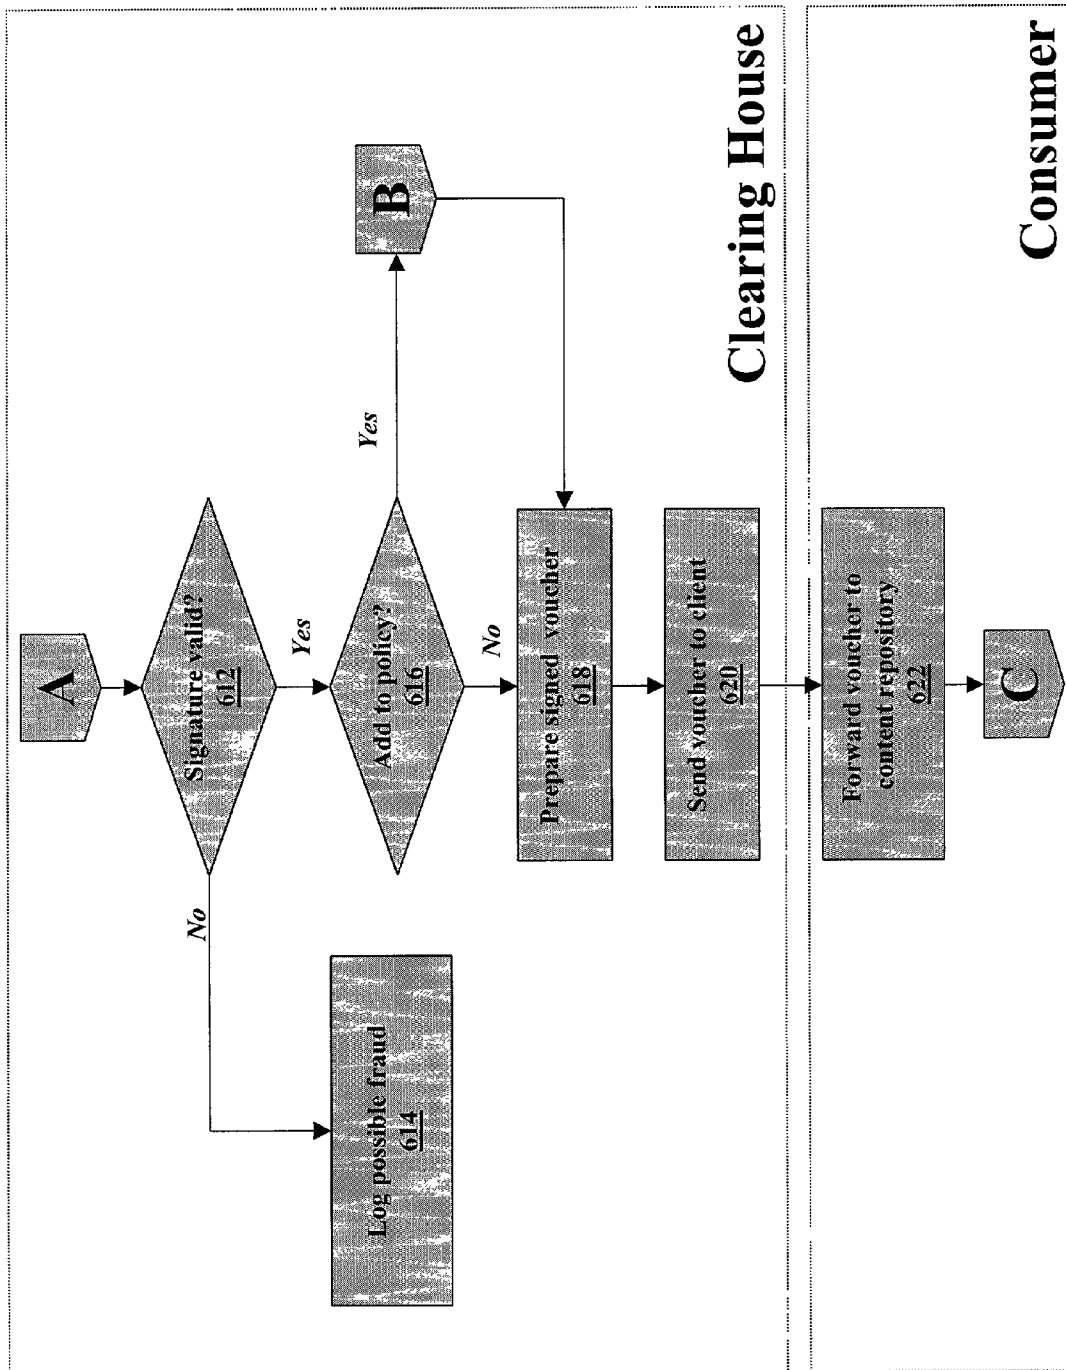 A
Signature valid?
612
No
Yes
Log possible fraud
614
Add to policy?
616
Yes
B
No
Prepare signed voucher
618
Send voucher to client
620
Clearing House
Forward voucher to
content repository
622
C
Consumer